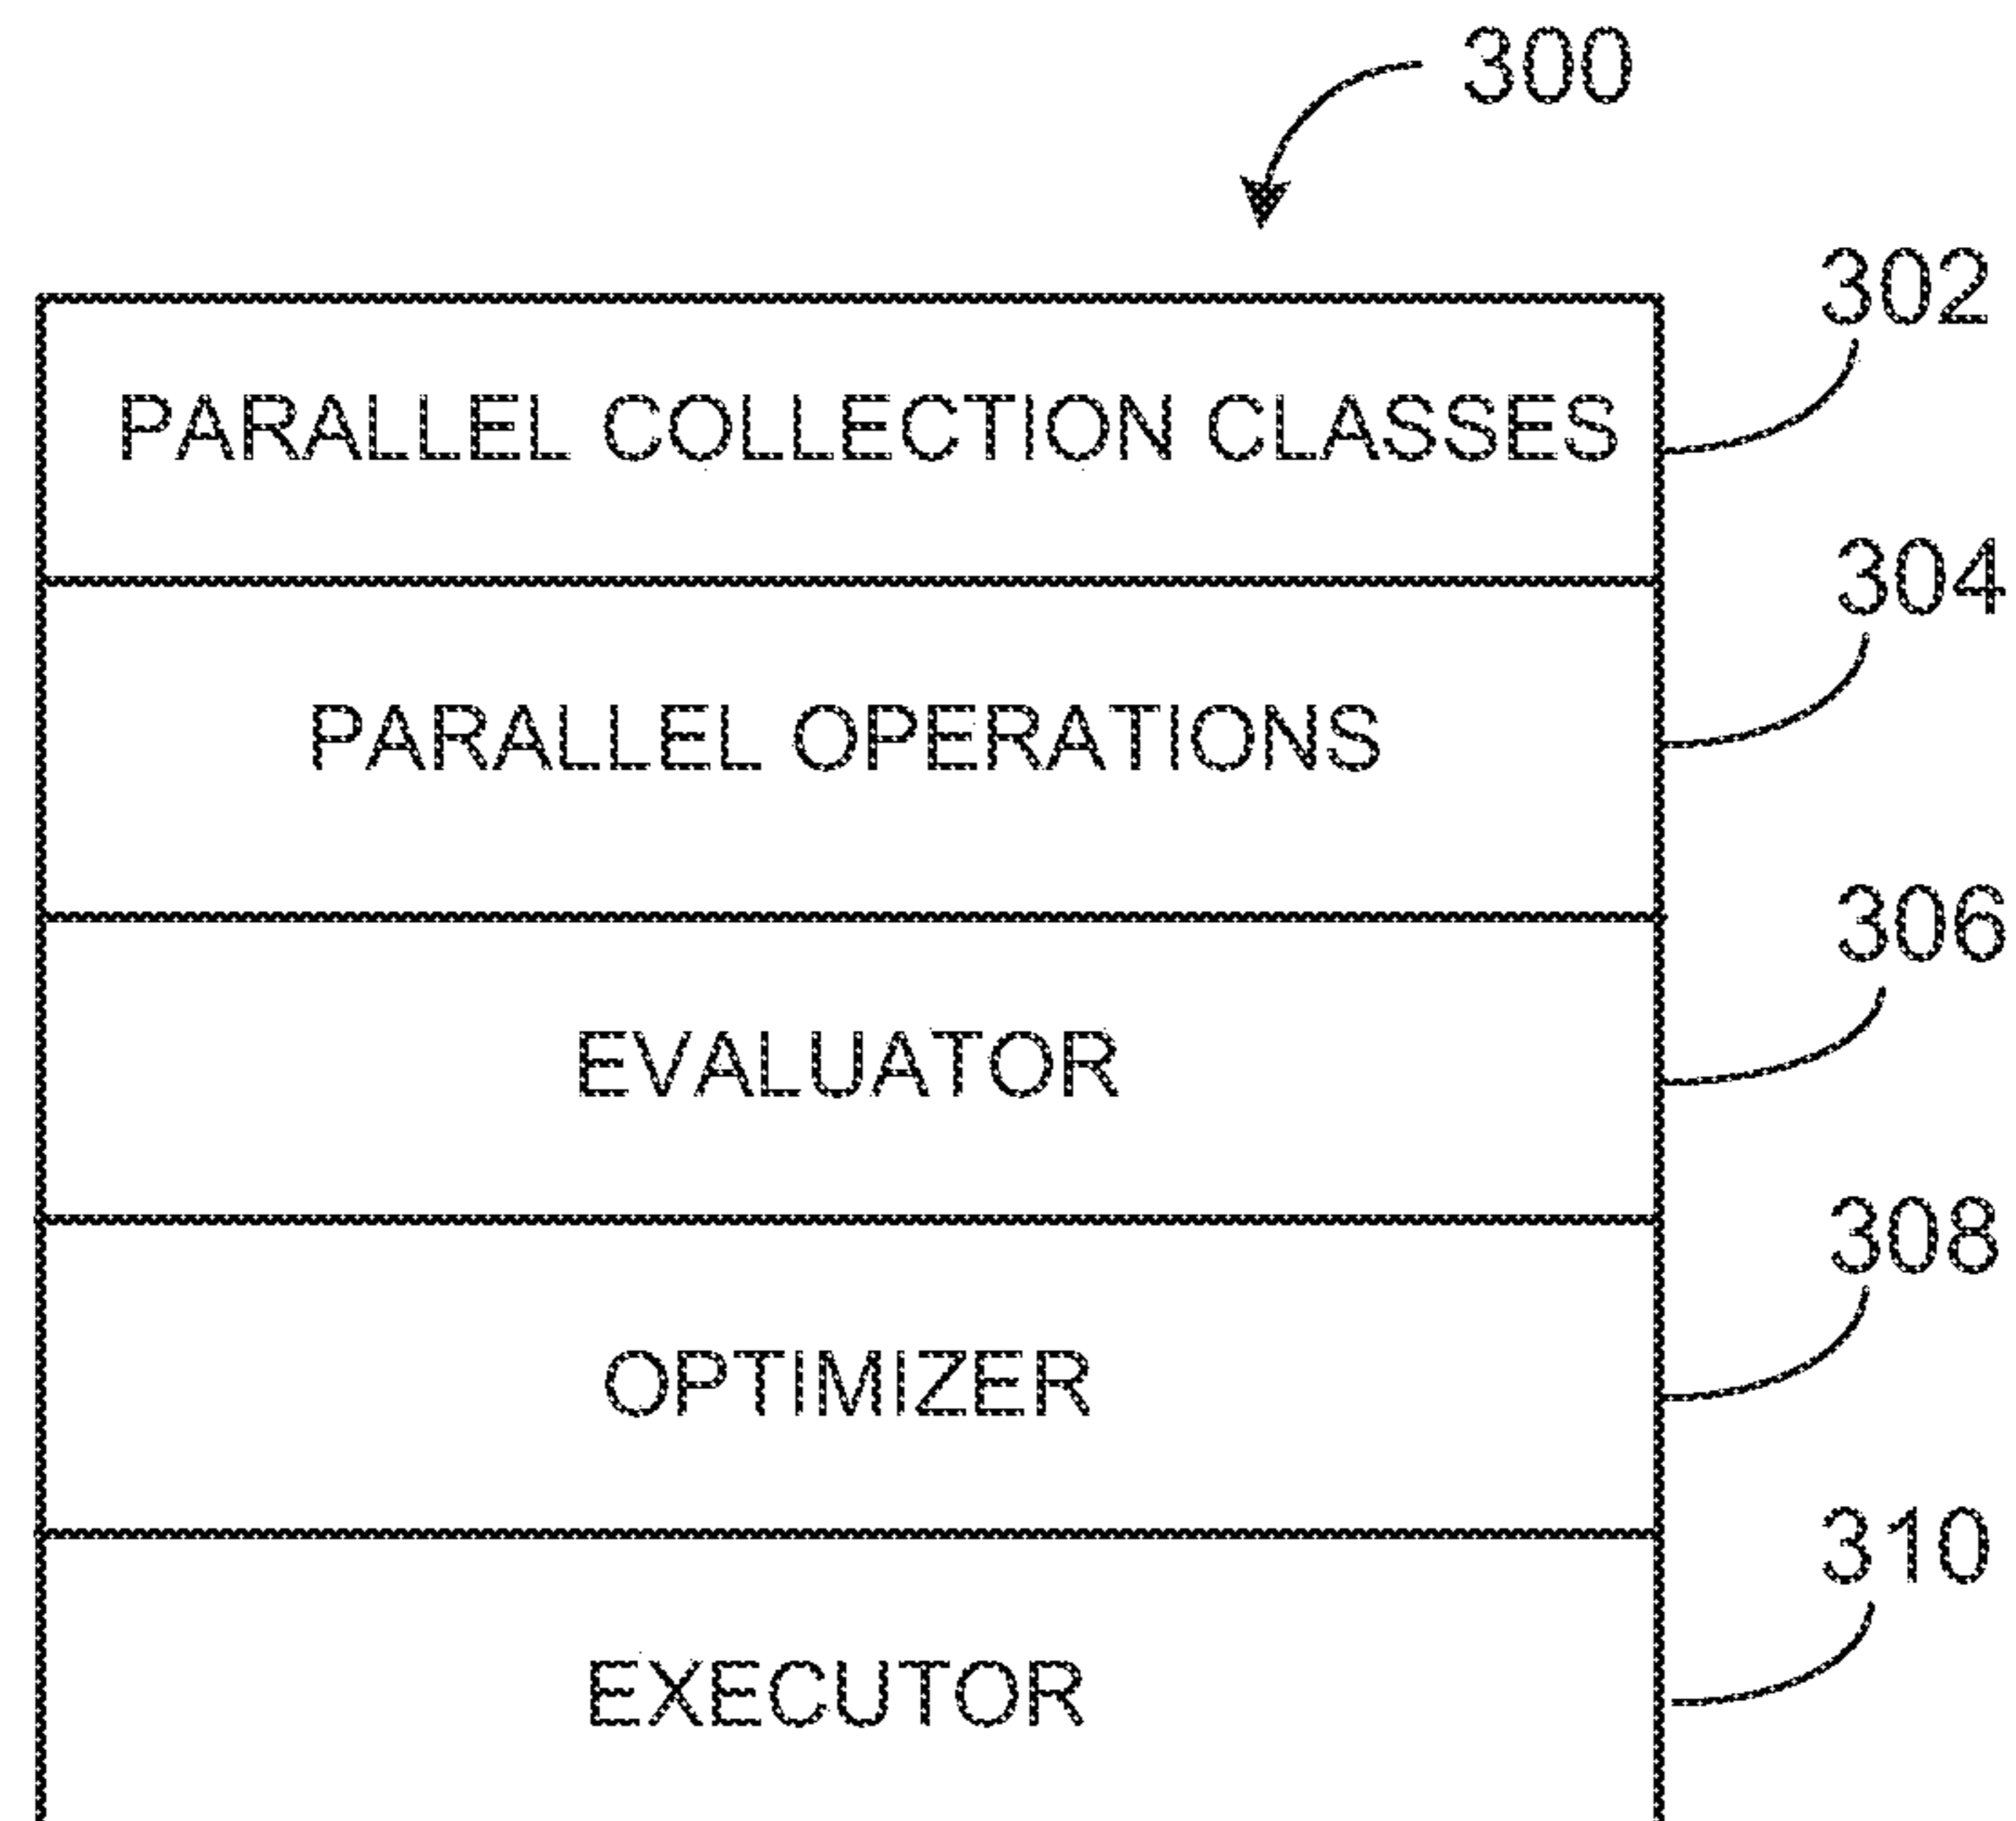 300
302
PARALLEL COLLECTION CLASSES
304
PARALLEL OPERATIONS
306
EVALUATOR
308
OPTIMIZER
310
EXECUTOR